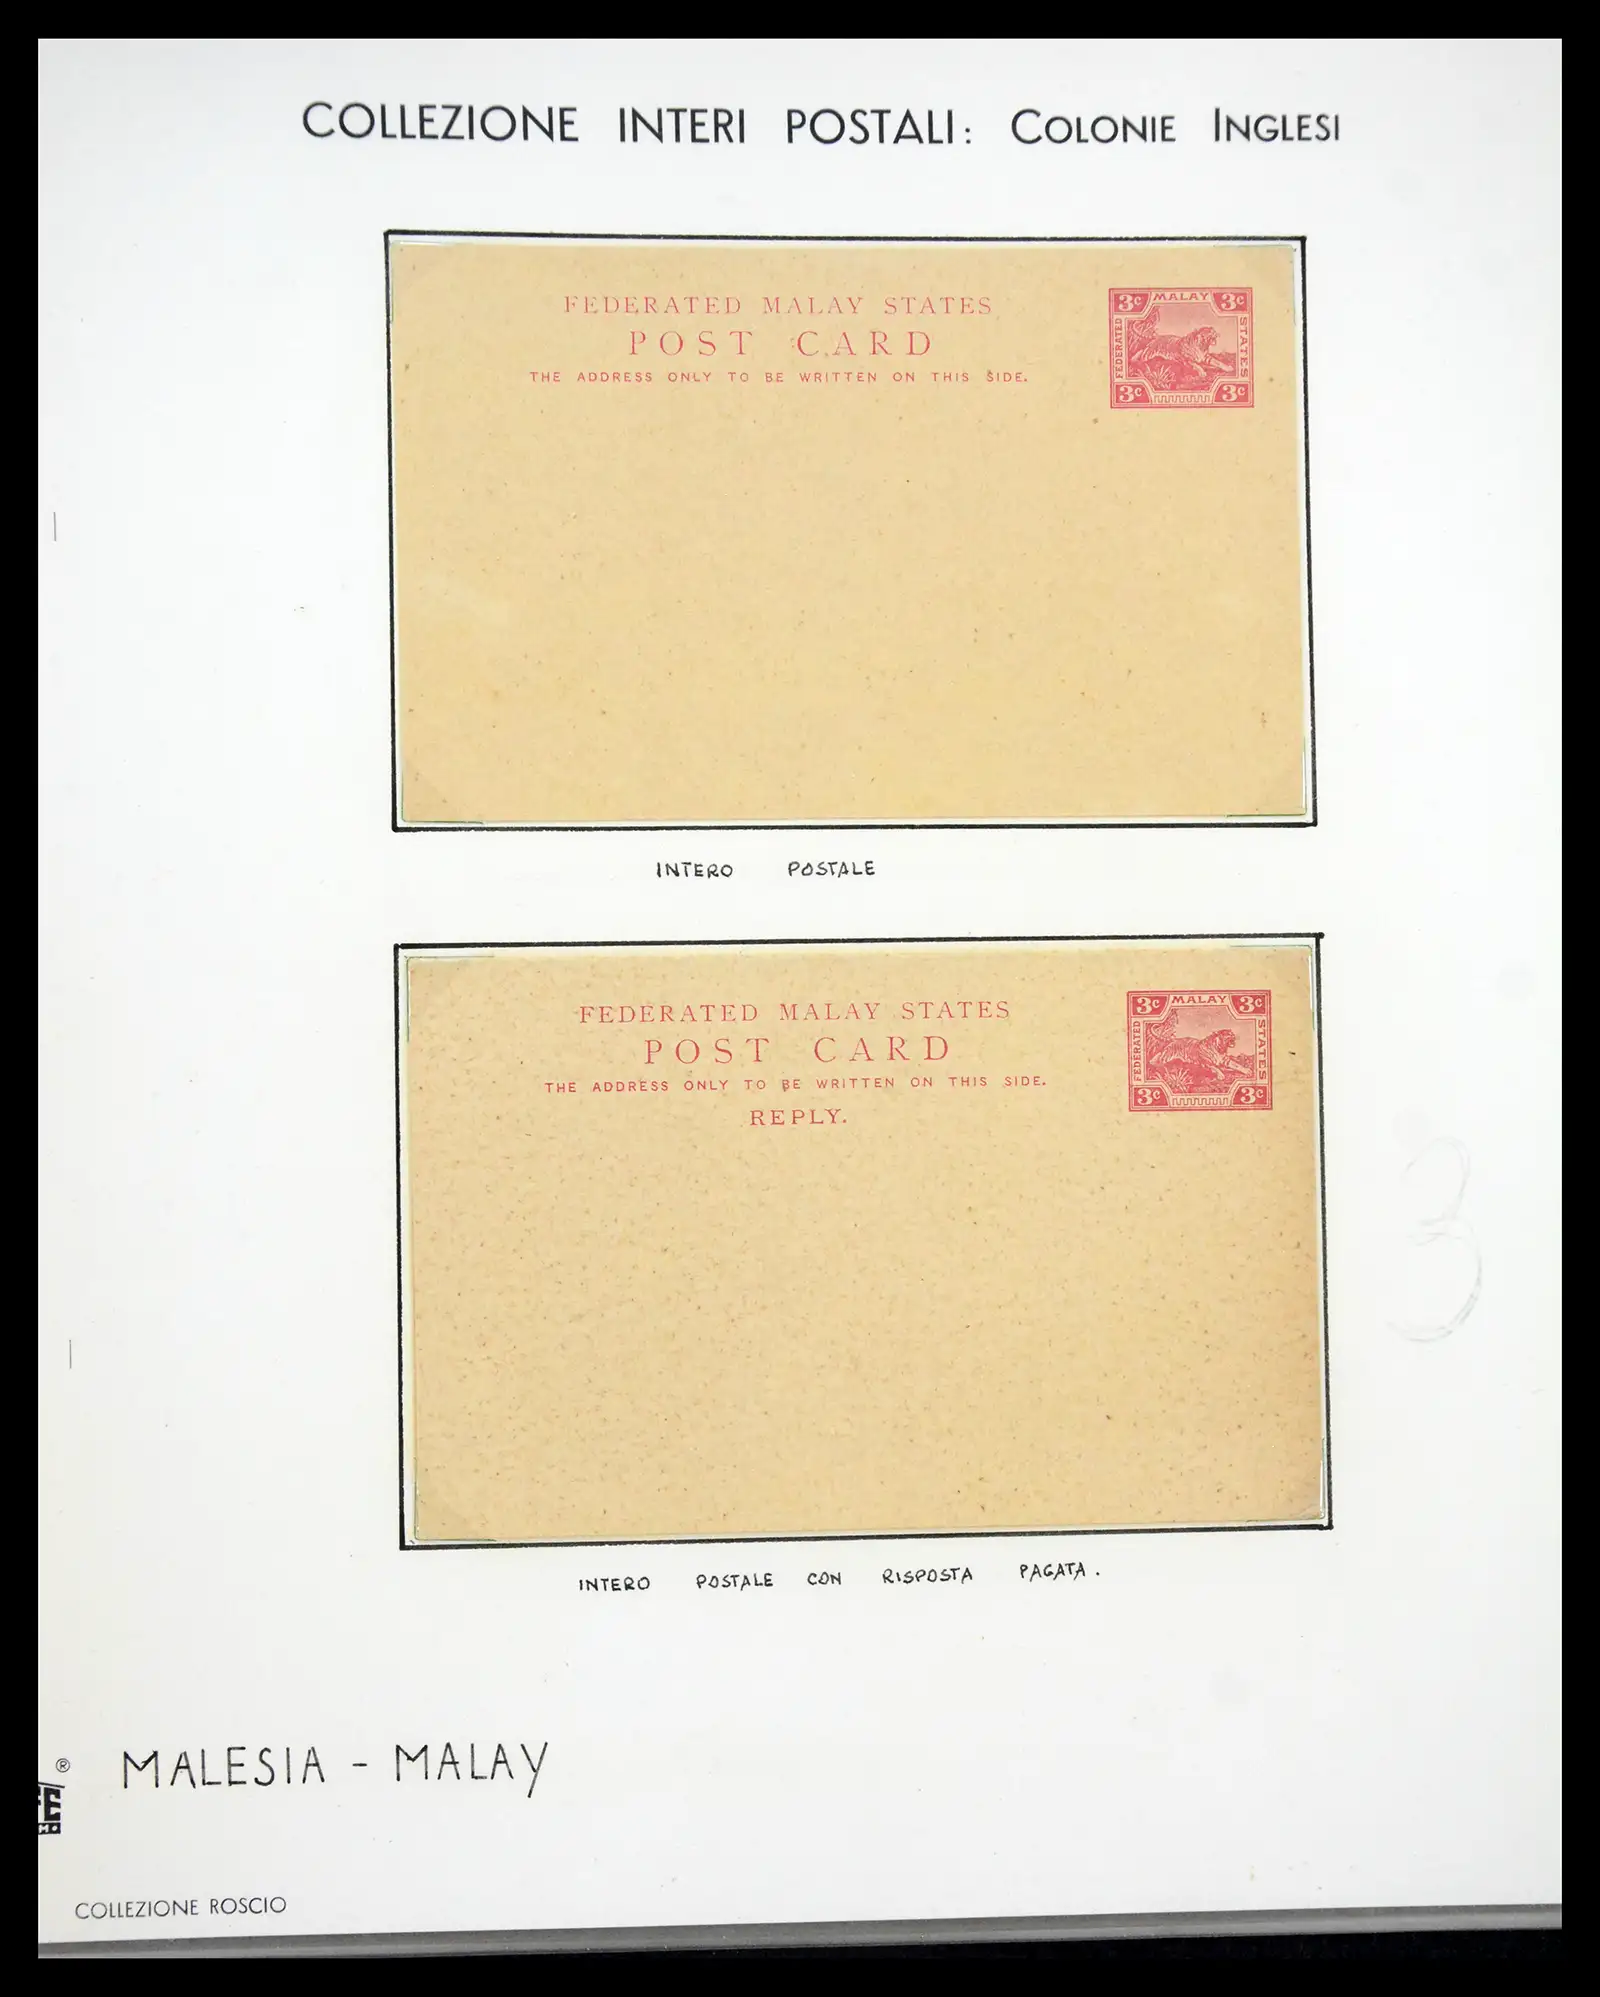 COLLEZIONE INTERI POSTALI: COLONIE INGLESI
FEDERATED MALAY STATES
POST CARD
THE ADDRESS ONLY TO BE WRITTEN ON THIS SIDE.
3c MALAY 3c
FEDERATED
STATES
3c 3c
INTERO POSTALE
FEDERATED MALAY STATES
POST CARD
THE ADDRESS ONLY TO BE WRITTEN ON THIS SIDE.
REPLY.
3c MALAY 3c
FEDERATED
STATES
3c 3c
INTERO POSTALE CON RISPOSTA PAGATA.
3
®
MALESIA - MALAY
COLLEZIONE ROSCIO